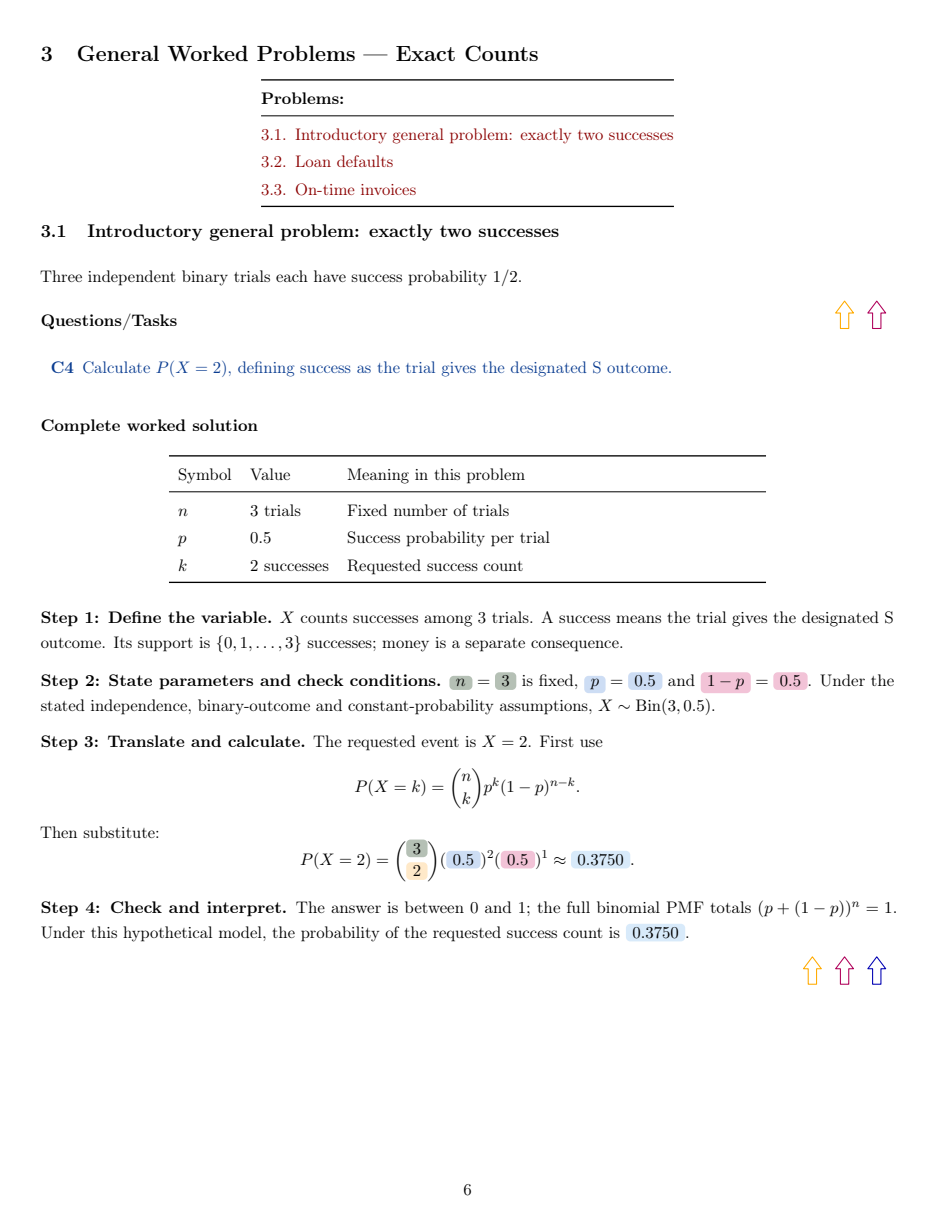 3 General Worked Problems — Exact Counts
Problems:
3.1. Introductory general problem: exactly two successes
3.2. Loan defaults
3.3. On-time invoices
3.1 Introductory general problem: exactly two successes
Three independent binary trials each have success probability 1/2.
Questions/Tasks
C4 Calculate P(X = 2), defining success as the trial gives the designated S outcome.
Complete worked solution
Symbol Value Meaning in this problem
n 3 trials Fixed number of trials
p 0.5 Success probability per trial
k 2 successes Requested success count
Step 1: Define the variable. X counts successes among 3 trials. A success means the trial gives the designated S
outcome. Its support is {0, 1, . . . , 3} successes; money is a separate consequence.
Step 2: State parameters and check conditions. n = 3 is fixed, p = 0.5 and 1 − p = 0.5 . Under the
stated independence, binary-outcome and constant-probability assumptions, X ∼ Bin(3, 0.5).
Step 3: Translate and calculate. The requested event is X = 2. First use
P(X = k) = (n k) p^k (1 − p)^{n−k}.
Then substitute:
P(X = 2) = (3 2) ( 0.5 )^2 ( 0.5 )^1 ≈ 0.3750 .
Step 4: Check and interpret. The answer is between 0 and 1; the full binomial PMF totals (p + (1 − p))^n = 1.
Under this hypothetical model, the probability of the requested success count is 0.3750 .
6